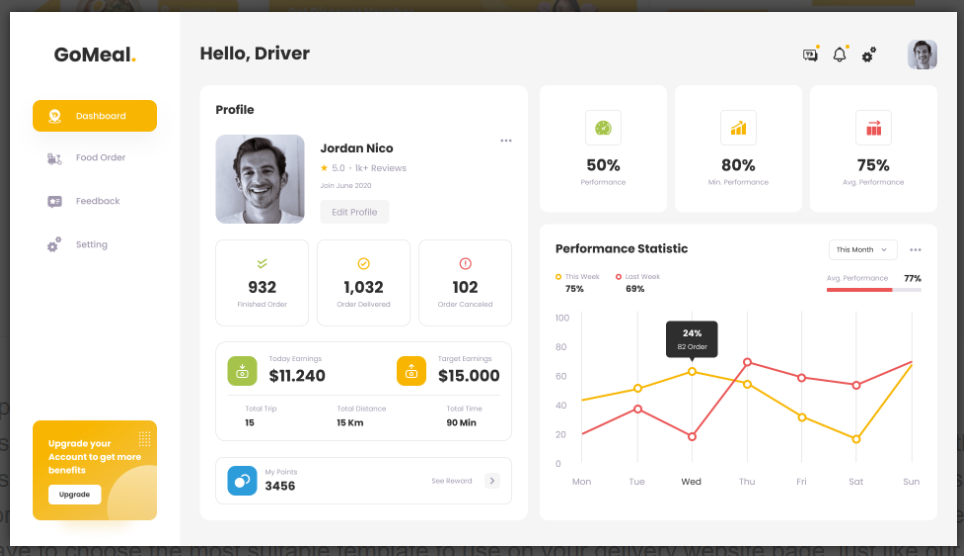 GoMeal.
Hello, Driver
Dashboard
Food Order
Feedback
Setting
Upgrade your
Account to get more
benefits
Upgrade
Profile
Jordan Nico
5.0 • 1k+ Reviews
Join June 2020
Edit Profile
932
Finished Order
1,032
Order Delivered
102
Order Canceled
Today Earnings
$11.240
Target Earnings
$15.000
Total Trip
15
Total Distance
15 Km
Total Time
90 Min
My Points
3456
See Reward
50%
Performance
80%
Min. Performance
75%
Avg. Performance
Performance Statistic
This Month
This Week
75%
Last Week
69%
Avg. Performance 77%
100
80
60
40
20
0
24%
82 Order
Mon Tue Wed Thu Fri Sat Sun
have to choose the most suitable template to use on your delivery website page